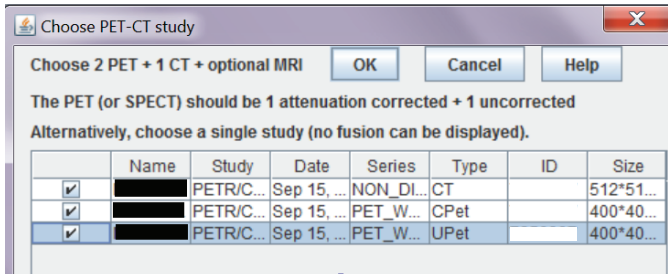 Choose PET-CT study
Choose 2 PET + 1 CT + optional MRI OK Cancel Help
The PET (or SPECT) should be 1 attenuation corrected + 1 uncorrected
Alternatively, choose a single study (no fusion can be displayed).
Name Study Date Series Type ID Size
PETR/C... Sep 15, ... NON_DI... CT 512*51...
PETR/C... Sep 15, ... PET_W... CPet 400*40...
PETR/C... Sep 15, ... PET_W... UPet 400*40...